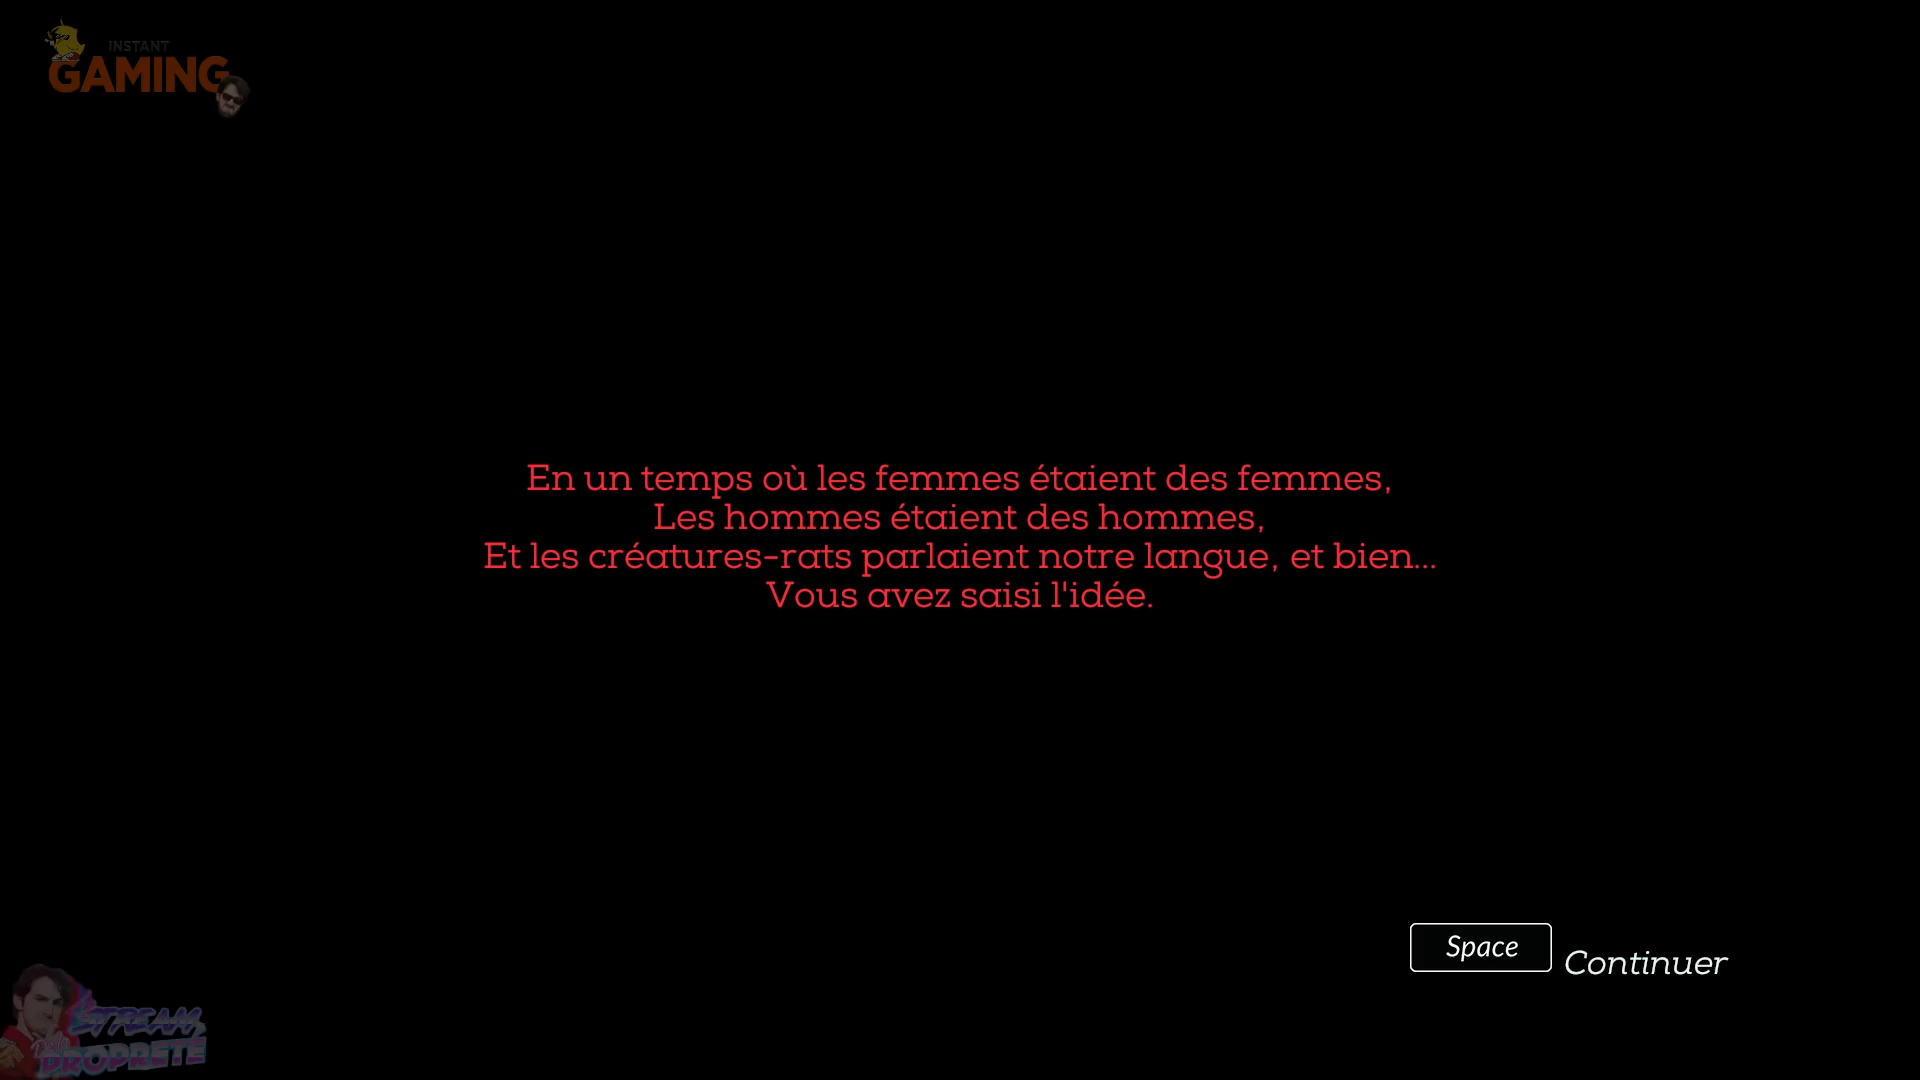 INSTANT
GAMING
En un temps où les femmes étaient des femmes,
Les hommes étaient des hommes,
Et les créatures-rats parlaient notre langue, et bien...
Vous avez saisi l'idée.
Space
Continuer
STREAM
PROPRETE